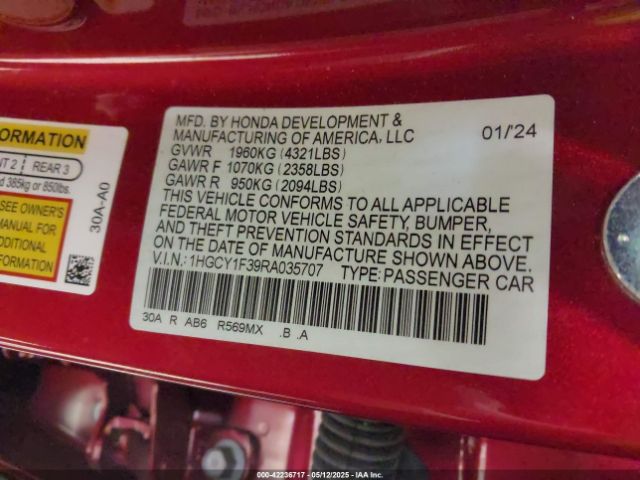 ORMATION
NT 2 REAR 3
d 385kg or 850lbs.
SEE OWNER'S
MANUAL FOR
ADDITIONAL
FORMATION
30A-A0
MFD. BY HONDA DEVELOPMENT &
MANUFACTURING OF AMERICA, LLC 01/'24
GVWR 1960KG (4321LBS)
GAWR F 1070KG (2358LBS)
GAWR R 950KG (2094LBS)
THIS VEHICLE CONFORMS TO ALL APPLICABLE
FEDERAL MOTOR VEHICLE SAFETY, BUMPER,
AND THEFT PREVENTION STANDARDS IN EFFECT
ON THE DATE OF MANUFACTURE SHOWN ABOVE.
V.I.N.: 1HGCY1F39RA035707 TYPE: PASSENGER CAR
30A R AB6 R569MX .B .A
000-42236717 - 05/12/2025 - IAA Inc.